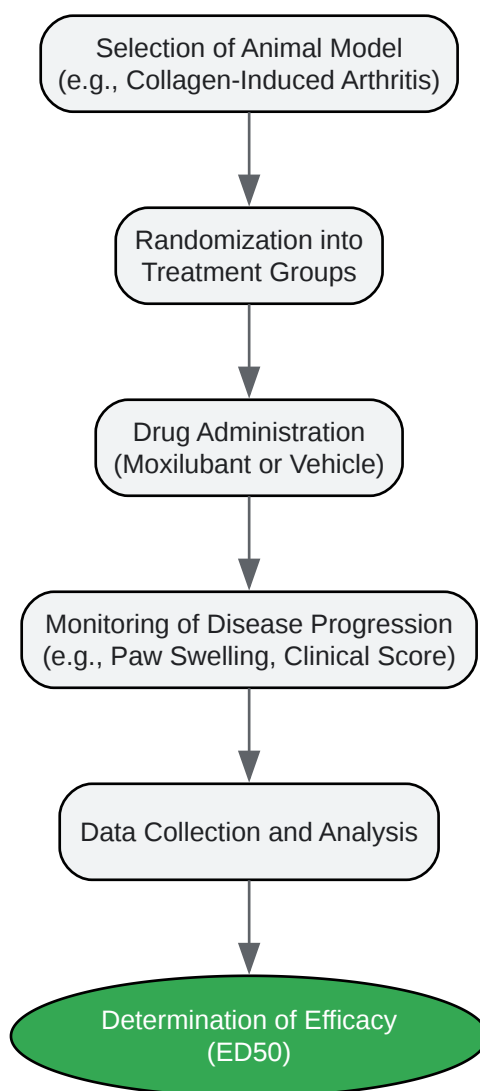 Selection of Animal Model
(e.g., Collagen-Induced Arthritis)
Randomization into
Treatment Groups
Drug Administration
(Moxilubant or Vehicle)
Monitoring of Disease Progression
(e.g., Paw Swelling, Clinical Score)
Data Collection and Analysis
Determination of Efficacy
(ED50)